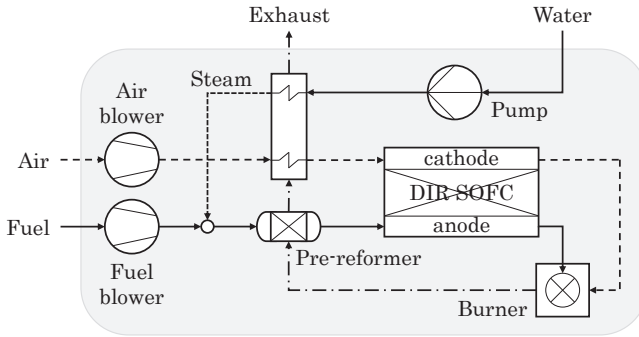 Exhaust
Water
Steam
Air
blower
Pump
Air
cathode
DIR-SOFC
Fuel
anode
Pre-reformer
Fuel
blower
Burner